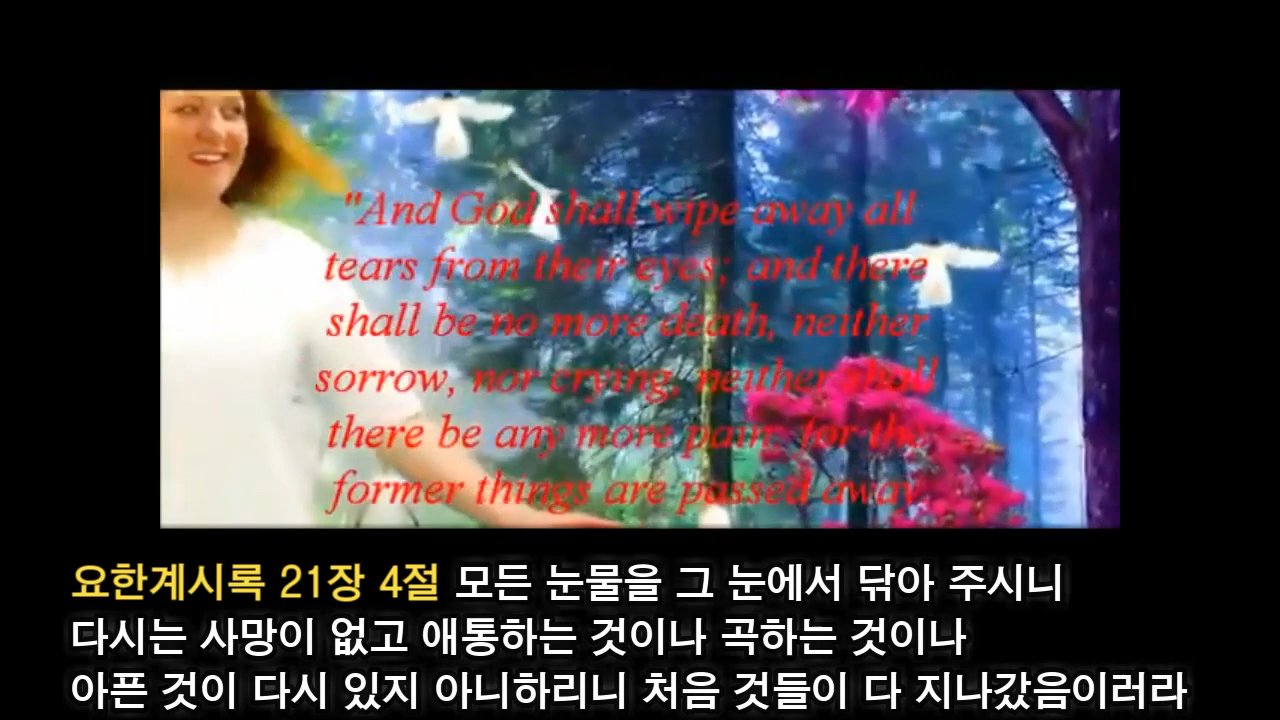 "And God shall wipe away all
tears from their eyes; and there
shall be no more death, neither
sorrow, nor crying, neither shall
there be any more pain: for the
former things are passed away
요한계시록 21장 4절 모든 눈물을 그 눈에서 닦아 주시니
다시는 사망이 없고 애통하는 것이나 곡하는 것이나
아픈 것이 다시 있지 아니하리니 처음 것들이 다 지나갔음이러라